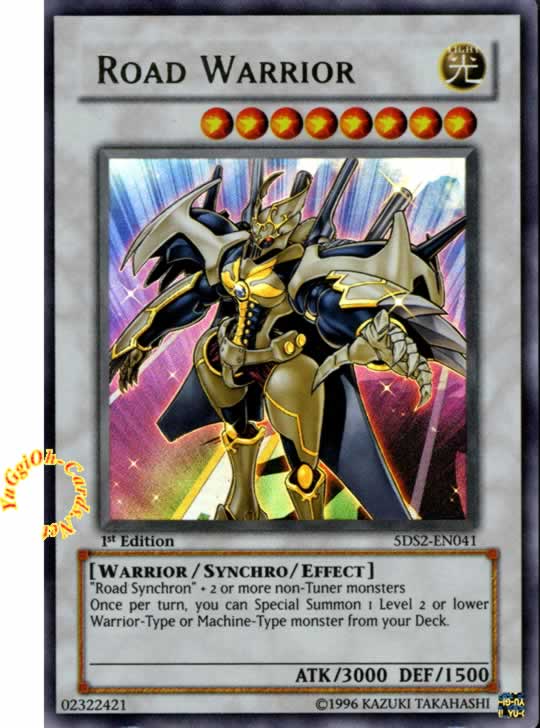 ROAD WARRIOR
LIGHT
光
1st Edition
5DS2-EN041
[WARRIOR/SYNCHRO/EFFECT]
"Road Synchron" + 2 or more non-Tuner monsters
Once per turn, you can Special Summon 1 Level 2 or lower
Warrior-Type or Machine-Type monster from your Deck.
ATK/3000 DEF/1500
02322421
©1996 KAZUKI TAKAHASHI
YuGgiOh-Cards.Net